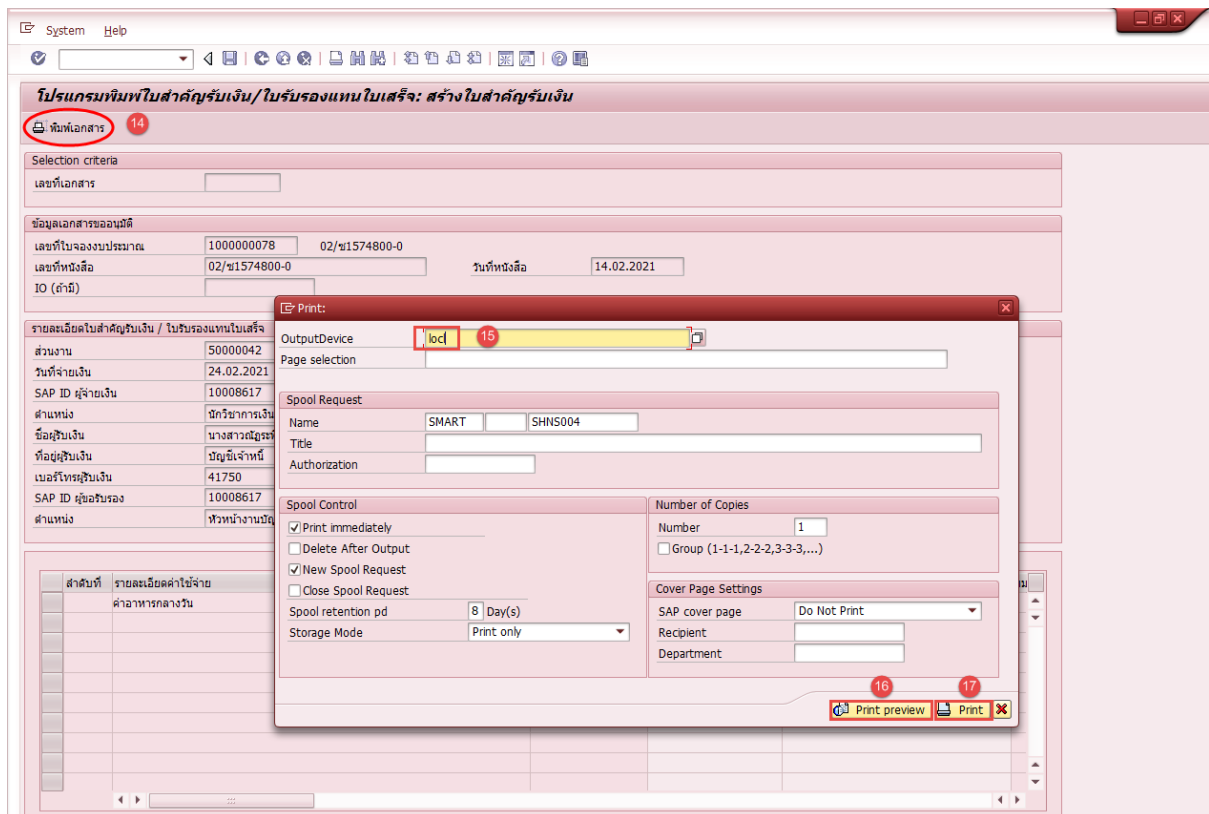 System Help
โปรแกรมพิมพ์ใบสำคัญรับเงิน/ใบรับรองแทนใบเสร็จ: สร้างใบสำคัญรับเงิน
พิมพ์เอกสาร 14
Selection criteria
เลขที่เอกสาร
ข้อมูลเอกสารขออนุมัติ
เลขที่ใบจองงบประมาณ 1000000078 02/ช1574800-0
เลขที่หนังสือ 02/ช1574800-0 วันที่หนังสือ 14.02.2021
IO (ถ้ามี)
รายละเอียดใบสำคัญรับเงิน / ใบรับรองแทนใบเสร็จ
ส่วนงาน 50000042
วันที่จ่ายเงิน 24.02.2021
SAP ID ผู้จ่ายเงิน 10008617
ตำแหน่ง นักวิชาการเงิน
ชื่อผู้รับเงิน
ที่อยู่ผู้รับเงิน บัญชีเจ้าหนี้
เบอร์โทรผู้รับเงิน 41750
SAP ID ผู้ขอรับรอง 10008617
ตำแหน่ง หัวหน้างานบัญ
ลำดับที่ รายละเอียดค่าใช้จ่าย
ค่าอาหารกลางวัน
Print:
OutputDevice locl 15
Page selection
Spool Request
Name SMART SHNS004
Title
Authorization
Spool Control
Print immediately
Delete After Output
New Spool Request
Close Spool Request
Spool retention pd 8 Day(s)
Storage Mode Print only
Number of Copies
Number 1
Group (1-1-1,2-2-2,3-3-3,...)
Cover Page Settings
SAP cover page Do Not Print
Recipient
Department
16 17
Print preview Print